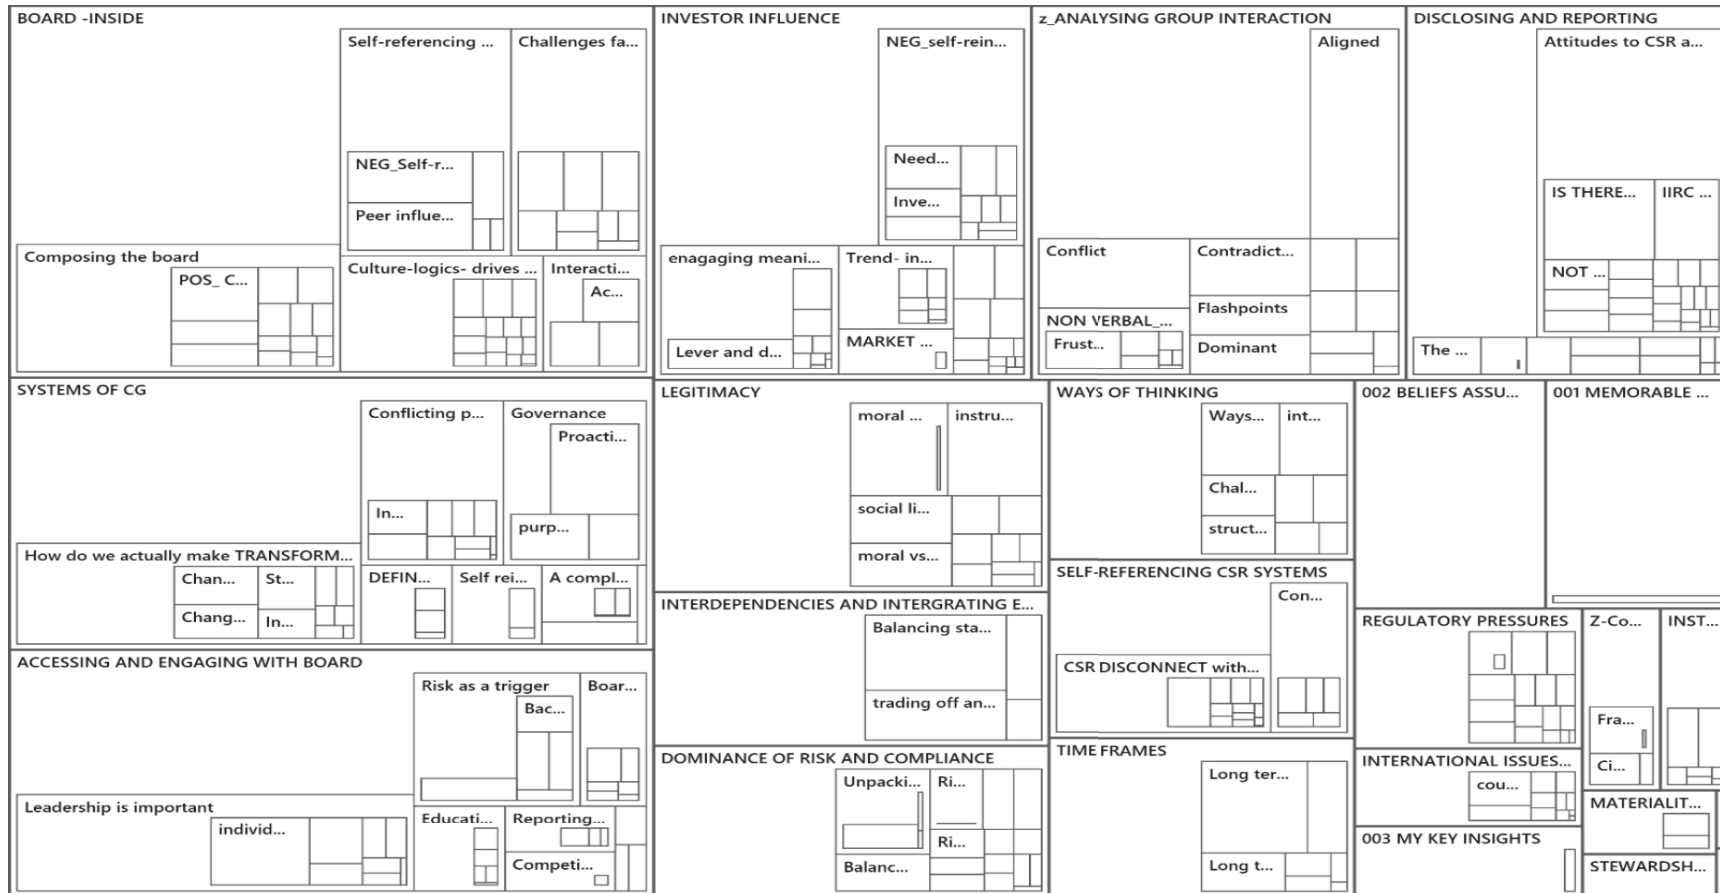 BOARD -INSIDE
Self-referencing ...
Challenges fa...
NEG_Self-r...
Peer influe...
Composing the board
POS_ C...
Culture-logics- drives ...
Interacti...
Ac...
INVESTOR INFLUENCE
NEG_self-rein...
Need...
Inve...
enagaging meani...
Lever and d...
Trend- in...
MARKET ...
z_ANALYSING GROUP INTERACTION
Aligned
Conflict
Contradict...
Flashpoints
NON VERBAL_...
Frust...
Dominant
DISCLOSING AND REPORTING
Attitudes to CSR a...
IS THERE...
IIRC ...
NOT ...
The ...
SYSTEMS OF CG
Conflicting p...
Governance
Proacti...
In...
purp...
How do we actually make TRANSFORM...
Chan...
St...
Chang...
In...
DEFIN...
Self rei...
A compl...
LEGITIMACY
moral ...
instru...
social li...
moral vs...
WAYS OF THINKING
Ways...
int...
Chal...
struct...
002 BELIEFS ASSU...
001 MEMORABLE ...
INTERDEPENDENCIES AND INTERGRATING E...
Balancing sta...
trading off an...
SELF-REFERENCING CSR SYSTEMS
Con...
CSR DISCONNECT with...
REGULATORY PRESSURES
Z-Co...
INST...
Fra...
Ci...
ACCESSING AND ENGAGING WITH BOARD
Risk as a trigger
Bac...
Boar...
Leadership is important
individ...
Educati...
Reporting...
Competi...
DOMINANCE OF RISK AND COMPLIANCE
Unpacki...
Ri...
Ri...
Balanc...
TIME FRAMES
Long ter...
Long t...
INTERNATIONAL ISSUES...
cou...
003 MY KEY INSIGHTS
MATERIALIT...
STEWARDSH...